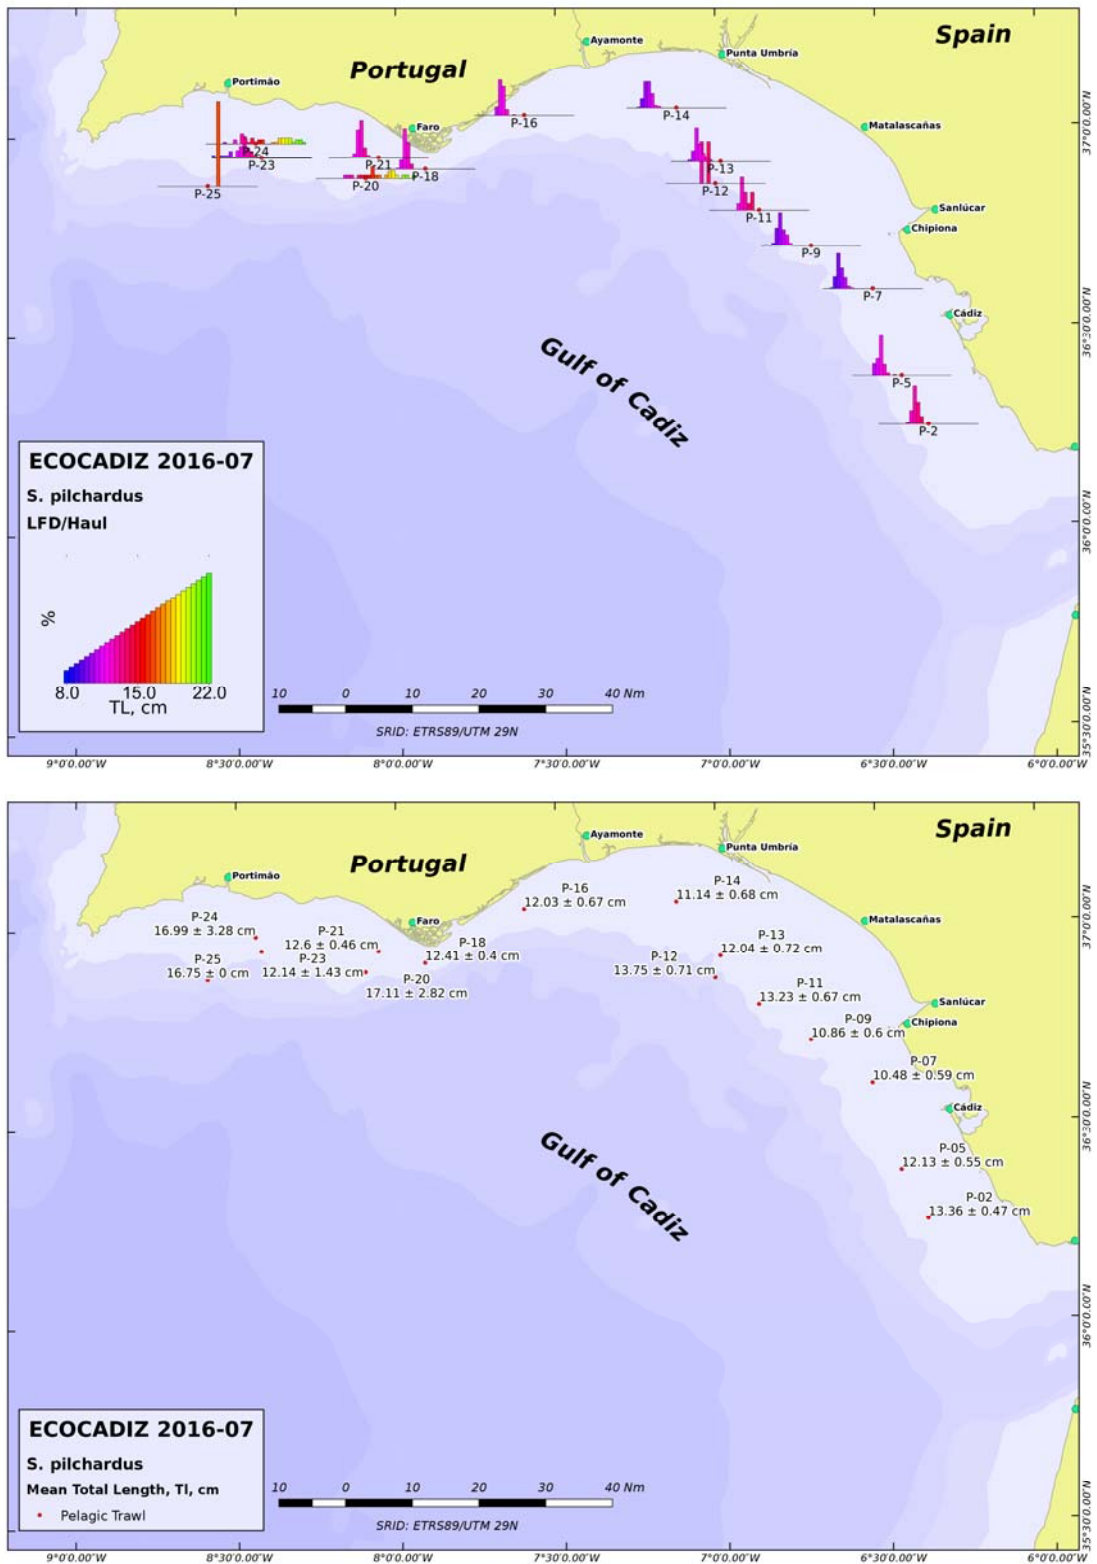 Spain
Ayamonte
Punta Umbría
Portugal
Portimão
Matalascañas
P-16
P-14
Faro
P-24
P-23
P-21
P-18
P-13
P-20
P-12
P-25
P-11
Sanlúcar
Chipiona
P-9
P-7
Cádiz
Gulf of Cadiz
P-5
P-2
37°0'0.00"N
36°30'0.00"N
36°0'0.00"N
35°30'0.00"N
ECOCADIZ 2016-07
S. pilchardus
LFD/Haul
%
8.0 15.0 22.0
TL, cm
10 0 10 20 30 40 Nm
SRID: ETRS89/UTM 29N
9°0'0.00"W 8°30'0.00"W 8°0'0.00"W 7°30'0.00"W 7°0'0.00"W 6°30'0.00"W 6°0'0.00"W
Spain
Ayamonte
Punta Umbría
Portugal
Portimão
P-16
12.03 ± 0.67 cm
P-14
11.14 ± 0.68 cm
Matalascañas
Faro
P-24
16.99 ± 3.28 cm
P-21
12.6 ± 0.46 cm
P-18
12.41 ± 0.4 cm
P-13
12.04 ± 0.72 cm
P-25
16.75 ± 0 cm
P-23
12.14 ± 1.43 cm
P-12
13.75 ± 0.71 cm
P-20
17.11 ± 2.82 cm
P-11
13.23 ± 0.67 cm
Sanlúcar
Chipiona
P-09
10.86 ± 0.6 cm
P-07
10.48 ± 0.59 cm
Cádiz
Gulf of Cadiz
P-05
12.13 ± 0.55 cm
P-02
13.36 ± 0.47 cm
37°0'0.00"N
36°30'0.00"N
36°0'0.00"N
35°30'0.00"N
ECOCADIZ 2016-07
S. pilchardus
Mean Total Length, Tl, cm
Pelagic Trawl
10 0 10 20 30 40 Nm
SRID: ETRS89/UTM 29N
9°0'0.00"W 8°30'0.00"W 8°0'0.00"W 7°30'0.00"W 7°0'0.00"W 6°30'0.00"W 6°0'0.00"W